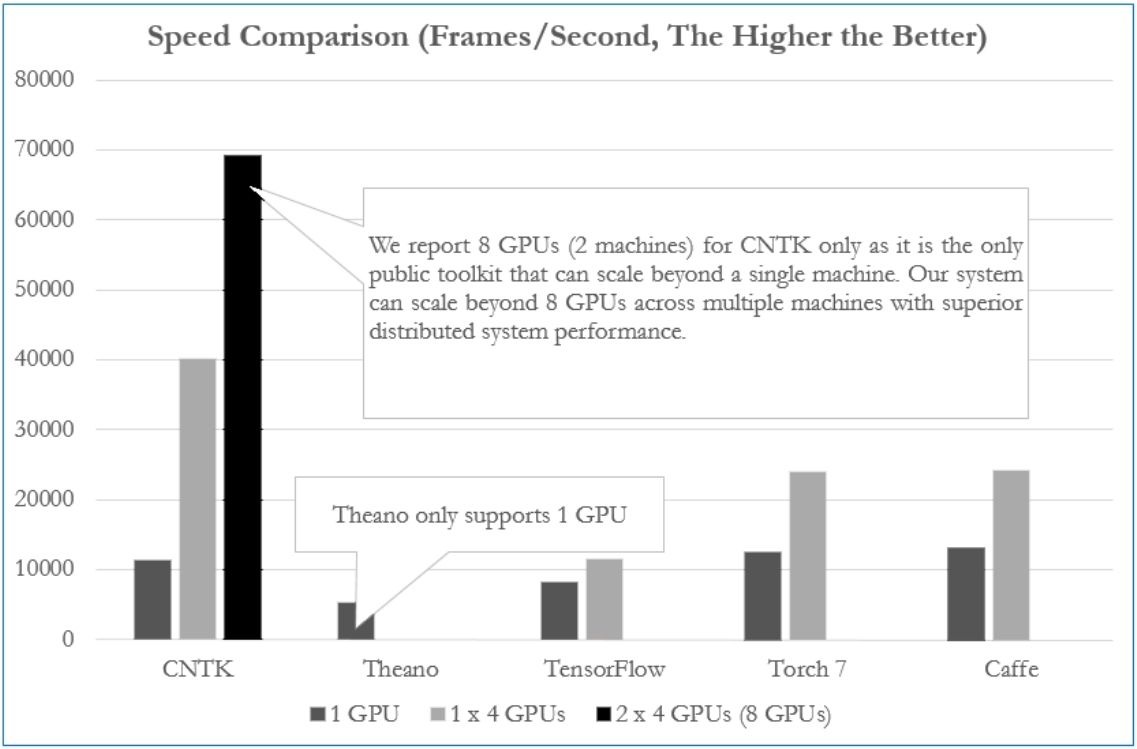 Speed Comparison (Frames/Second, The Higher the Better)
80000
70000
60000
50000
40000
30000
20000
10000
0
We report 8 GPUs (2 machines) for CNTK only as it is the only
public toolkit that can scale beyond a single machine. Our system
can scale beyond 8 GPUs across multiple machines with superior
distributed system performance.
Theano only supports 1 GPU
CNTK Theano TensorFlow Torch 7 Caffe
1 GPU 1 x 4 GPUs 2 x 4 GPUs (8 GPUs)